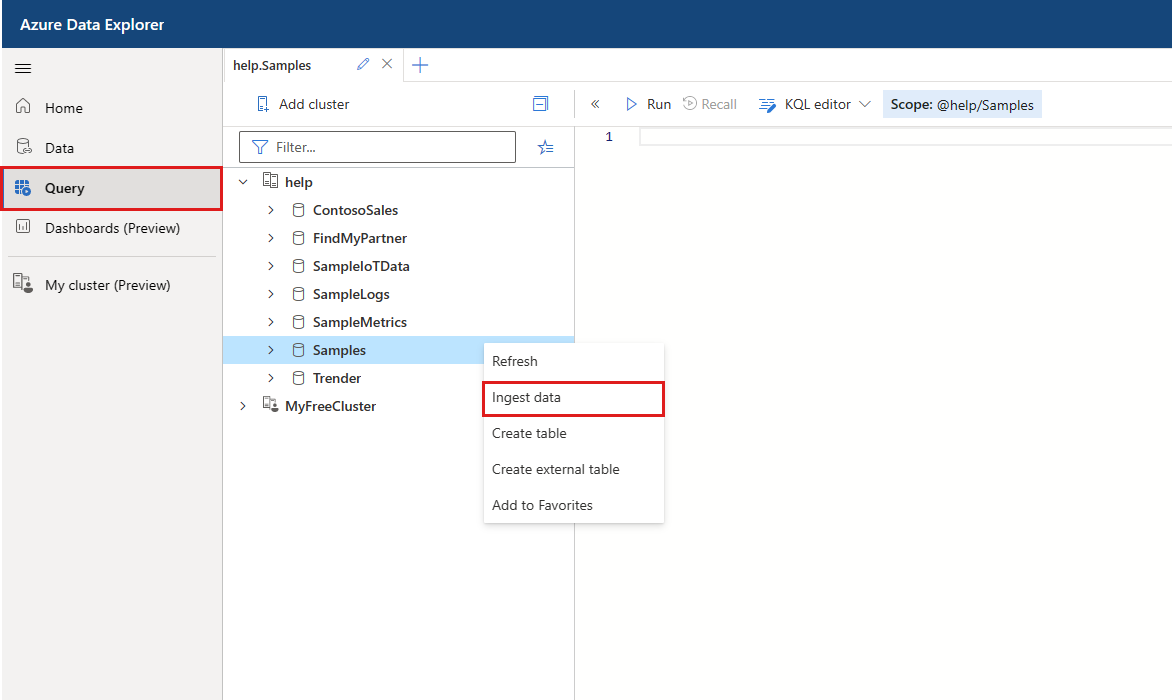 Azure Data Explorer
help.Samples
Home
Data
Query
Dashboards (Preview)
My cluster (Preview)
Add cluster
Filter...
help
ContosoSales
FindMyPartner
SampleIoTData
SampleLogs
SampleMetrics
Samples
Trender
MyFreeCluster
Refresh
Ingest data
Create table
Create external table
Add to Favorites
Run Recall KQL editor Scope: @help/Samples
1